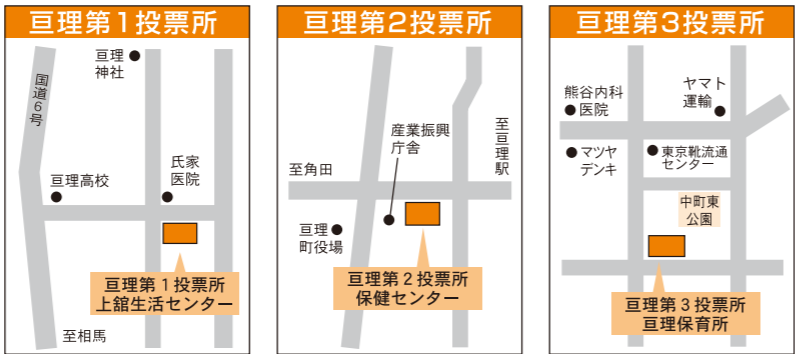 亘理第1投票所
亘理
神社
国道6号
氏家
医院
亘理高校
亘理第1投票所
上舘生活センター
至相馬
亘理第2投票所
産業振興
庁舎
至亘理駅
至角田
亘理
町役場
亘理第2投票所
保健センター
亘理第3投票所
熊谷内科
医院
ヤマト
運輸
マツヤ
デンキ
東京靴流通
センター
中町東
公園
亘理第3投票所
亘理保育所